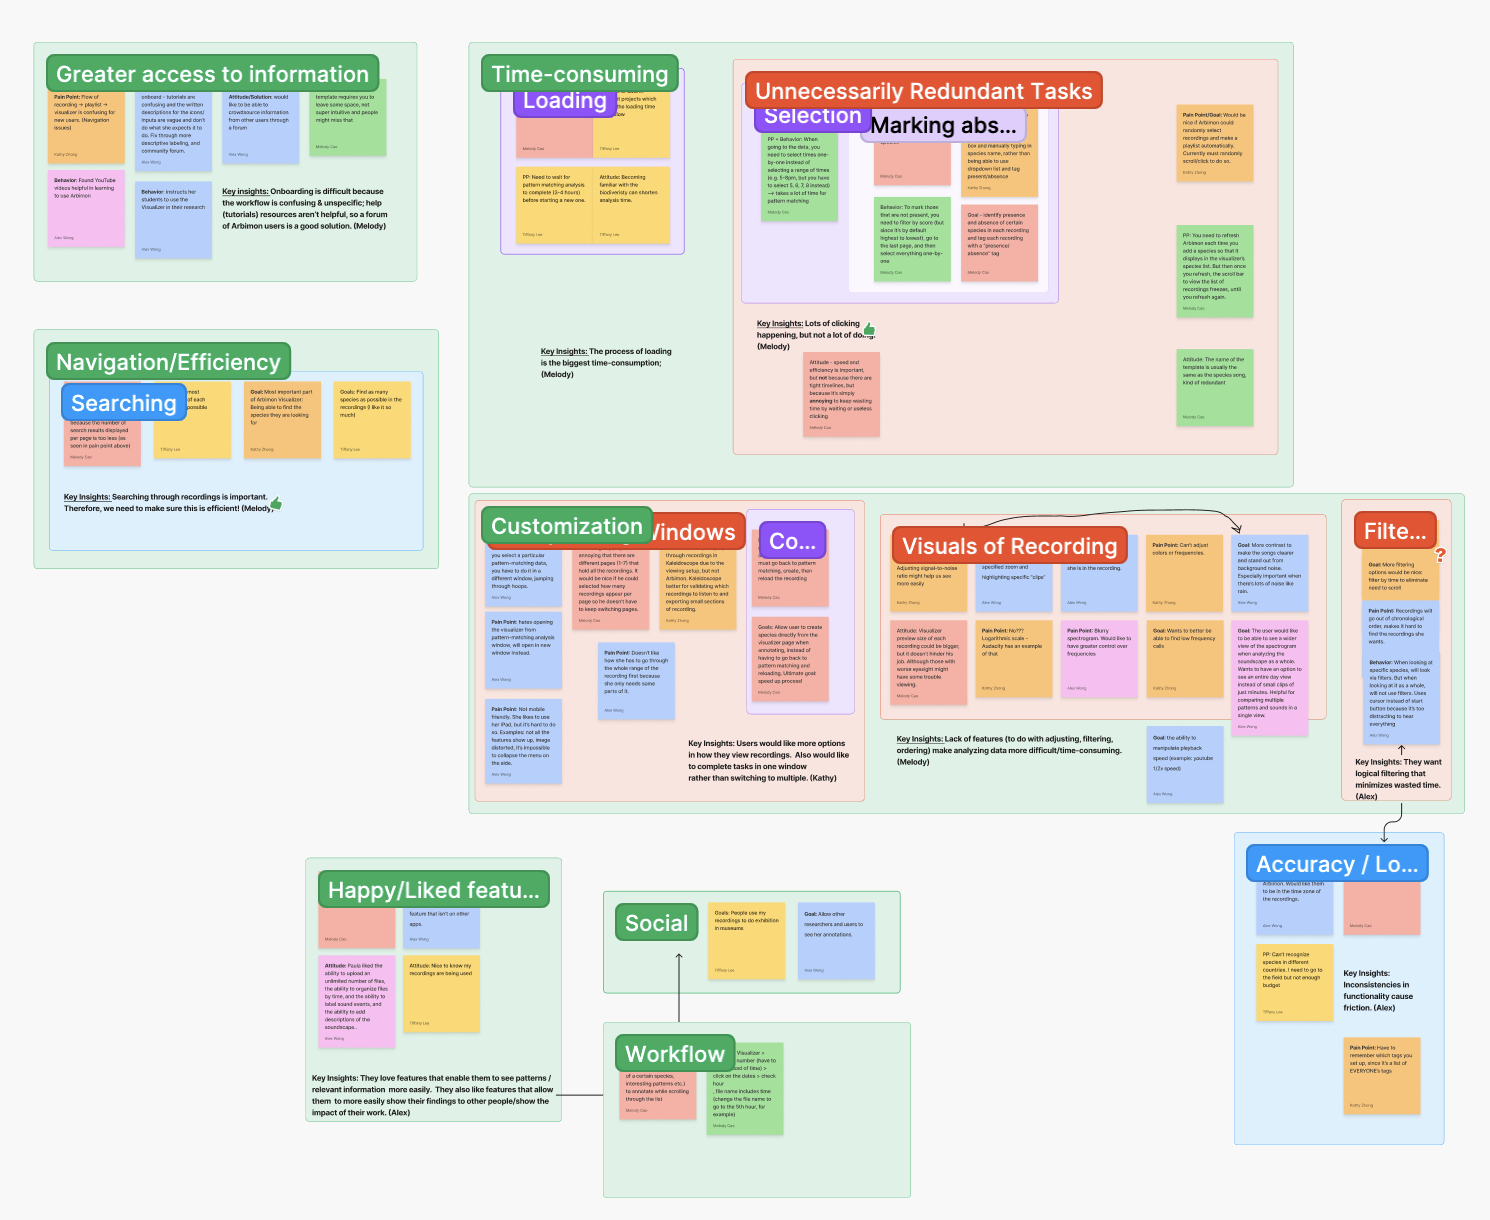 Greater access to information
Pain Point: Flow of
recording → playlist →
visualizer is confusing for
new users. (Navigation
issues)
Kathy Zhong
onboard - tutorials are
confusing and the written
descriptions for the icons/
inputs are vague and don't
do what she expects it to
do. Fix through more
descriptive labeling, and
community forum.
Alex Wong
Attitude/Solution: would
like to be able to
crowdsource information
from other users through
a forum
Alex Wong
template requires you to
leave some space, not
super intuitive and people
might miss that
Melody Cao
Behavior: Found YouTube
videos helpful in learning
to use Arbimon
Alex Wong
Behavior: instructs her
students to use the
Visualizer in their research
Alex Wong
Key insights: Onboarding is difficult because
the workflow is confusing & unspecific; help
(tutorials) resources aren't helpful, so a forum
of Arbimon users is a good solution. (Melody)
Navigation/Efficiency
Searching
because the number of
search results displayed
per page is too less (as
seen in pain point above)
Melody Cao
most
of each
possible
Tiffany Lee
Goal: Most important part
of Arbimon Visualizer:
Being able to find the
species they are looking
for
Kathy Zhong
Goals: Find as many
species as possible in the
recordings (I like it so
much)
Tiffany Lee
Key Insights: Searching through recordings is important.
Therefore, we need to make sure this is efficient! (Melody)
Time-consuming
Loading
projects which
the loading time
Melody Cao
Tiffany Lee
PP: Need to wait for
pattern matching analysis
to complete (3-4 hours)
before starting a new one.
Tiffany Lee
Attitude: Becoming
familiar with the
biodiveristy can shorten
analysis time.
Tiffany Lee
Key Insights: The process of loading
is the biggest time-consumption;
(Melody)
Unnecessarily Redundant Tasks
Selection
Marking abs...
PP + Behavior: When
going to the data, you
need to select times one-
by-one instead of
selecting a range of times
(e.g. 5-8pm, but you have
to select 5, 6, 7, 8 instead)
--> takes a lot of time for
pattern matching
Melody Cao
Melody Cao
box and manually typing in
species name, rather than
being able to use
dropdown list and tag
present/absence
Kathy Zhong
Behavior: To mark those
that are not present, you
need to filter by score (but
since it's by default
highest to lowest), go to
the last page, and then
select everything one-by-
one
Melody Cao
Goal - identify presence
and absence of certain
species in each recording
and tag each recording
with a "presence/
absence" tag
Melody Cao
Key Insights: Lots of clicking
happening, but not a lot of doing.
(Melody)
Attitude - speed and
efficiency is important,
but not because there are
tight timelines, but
because it's simply
annoying to keep wasting
time by waiting or useless
clicking
Melody Cao
Pain Point/Goal: Would be
nice if Arbimon could
randomly select
recordings and make a
playlist automatically.
Currently must randomly
scroll/click to do so.
Kathy Zhong
PP: You need to refresh
Arbimon each time you
add a species so that it
displays in the visualizer's
species list. But then once
you refresh, the scroll bar
to view the list of
recordings freezes, until
you refresh again.
Melody Cao
Attitude: The name of the
template is usually the
same as the species song,
kind of redundant
Melody Cao
Customization
Windows
Co...
you select a particular
pattern-matching data,
you have to do it in a
different window, jumping
through hoops.
Alex Wong
annoying that there are
different pages (1-7) that
hold all the recordings. It
would be nice if he could
selected how many
recordings appear per
page so he doesn't have
to keep switching pages.
Melody Cao
through recordings in
Kaleidoscope due to the
viewing setup, but not
Arbimon. Kaleidoscope
better for validating which
recordings to listen to and
exporting small sections
of recording.
Kathy Zhong
must go back to pattern
matching, create, then
reload the recording
Melody Cao
Pain Point: hates opening
the visualizer from
pattern-matching analysis
window, will open in new
window instead.
Alex Wong
Pain Point: Doesn't like
how she has to go through
the whole range of the
recording first because
she only needs some
parts of it.
Alex Wong
Goals: Allow user to create
species directly from the
visualizer page when
annotating, instead of
having to go back to
pattern matching and
reloading. Ultimate goal:
speed up process!
Melody Cao
Pain Point: Not mobile
friendly. She likes to use
her iPad, but it's hard to do
so. Examples: not all the
features show up, image
distorted, it's impossible
to collapse the menu on
the side.
Alex Wong
Key Insights: Users would like more options
in how they view recordings. Also would like
to complete tasks in one window
rather than switching to multiple. (Kathy)
Visuals of Recording
Adjusting signal-to-noise
ratio might help us see
more easily
Kathy Zhong
specified zoom and
highlighting specific "clips"
Alex Wong
she is in the recording.
Alex Wong
Pain Point: Can't adjust
colors or frequencies.
Kathy Zhong
Goal: More contrast to
make the songs clearer
and stand out from
background noise.
Especially important when
there's lots of noise like
rain.
Alex Wong
Attitude: Visualizer
preview size of each
recording could be bigger,
but it doesn't hinder his
job. Although those with
worse eyesight might
have some trouble
viewing.
Melody Cao
Pain Point: No???
Logarithmic scale -
Audacity has an example
of that
Kathy Zhong
Pain Point: Blurry
spectrogram. Would like to
have greater control over
frequencies
Alex Wong
Goal: Wants to better be
able to find low frequency
calls
Kathy Zhong
Goal: The user would like
to be able to see a wider
view of the spectrogram
when analyzing the
soundscape as a whole.
Wants to have an option to
see an entire day view
instead of small clips of
just minutes. Helpful for
comparing multiple
patterns and sounds in a
single view.
Alex Wong
Key Insights: Lack of features (to do with adjusting, filtering,
ordering) make analyzing data more difficult/time-consuming.
(Melody)
Goal: the ability to
manipulate playback
speed (example: youtube
1/2x speed)
Alex Wong
Filte...
?
Goal: More filtering
options would be nice:
filter by time to eliminate
need to scroll
Pain Point: Recordings will
go out of chronological
order, makes it hard to
find the recordings she
wants.
Behavior: When looking at
specific species, will look
via filters. But when
looking at it as a whole,
will not use filters. Uses
cursor instead of start
button because it's too
distracting to hear
everything
Alex Wong
Key Insights: They want
logical filtering that
minimizes wasted time.
(Alex)
Accuracy / Lo...
Arbimon. Would like them
to be in the time zone of
the recordings.
Alex Wong
Melody Cao
PP: Can't recognize
species in different
countries. I need to go to
the field but not enough
budget
Tiffany Lee
Key Insights:
Inconsistencies in
functionality cause
friction. (Alex)
Pain Point: Have to
remember which tags you
set up, since it's a list of
EVERYONE's tags
Kathy Zhong
Happy/Liked featu...
Melody Cao
feature that isn't on other
apps.
Alex Wong
Attitude: Paula liked the
ability to upload an
unlimited number of files,
the ability to organize files
by time, and the ability to
label sound events, and
the ability to add
descriptions of the
soundscape..
Alex Wong
Attitude: Nice to know my
recordings are being used
Tiffany Lee
Key Insights: They love features that enable them to see patterns /
relevant information more easily. They also like features that allow
them to more easily show their findings to other people/show the
impact of their work. (Alex)
Social
Goals: People use my
recordings to do exhibition
in museums
Tiffany Lee
Goal: Allow other
researchers and users to
see her annotations.
Alex Wong
Workflow
of a certain species,
interesting patterns etc.)
to annotate while scrolling
through the list
Melody Cao
Visualizer >
number (have to
of time) >
click on the dates > check
hour
, file name includes time
(change the file name to
go to the 5th hour, for
example)
Melody Cao